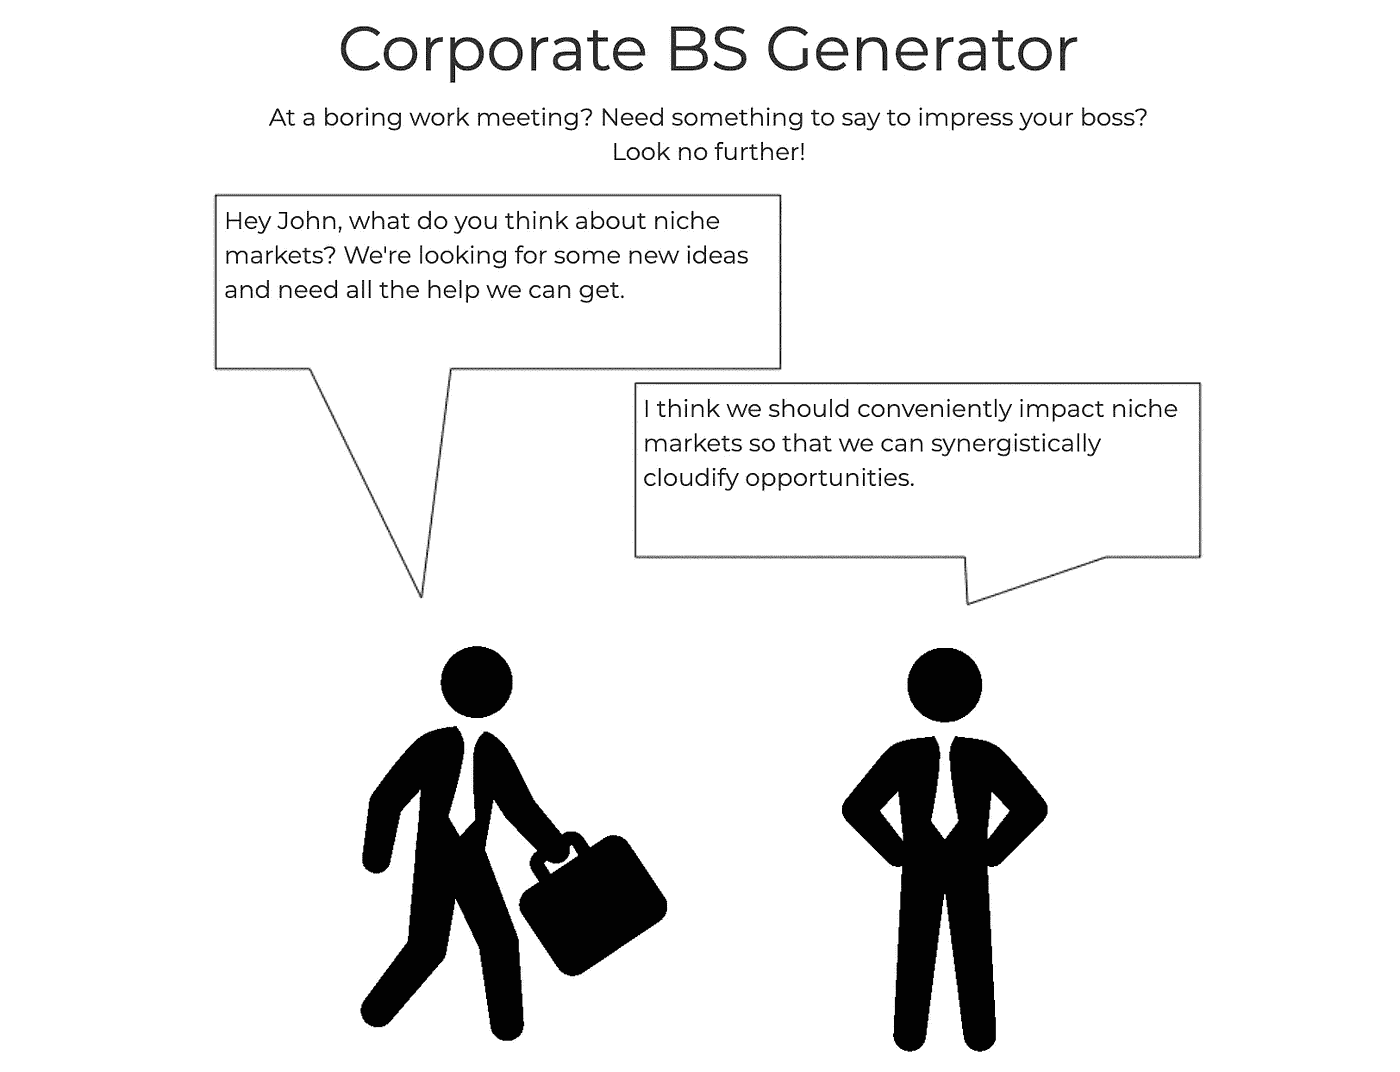 Corporate BS Generator
At a boring work meeting? Need something to say to impress your boss?
Look no further!
Hey John, what do you think about niche
markets? We're looking for some new ideas
and need all the help we can get.
I think we should conveniently impact niche
markets so that we can synergistically
cloudify opportunities.